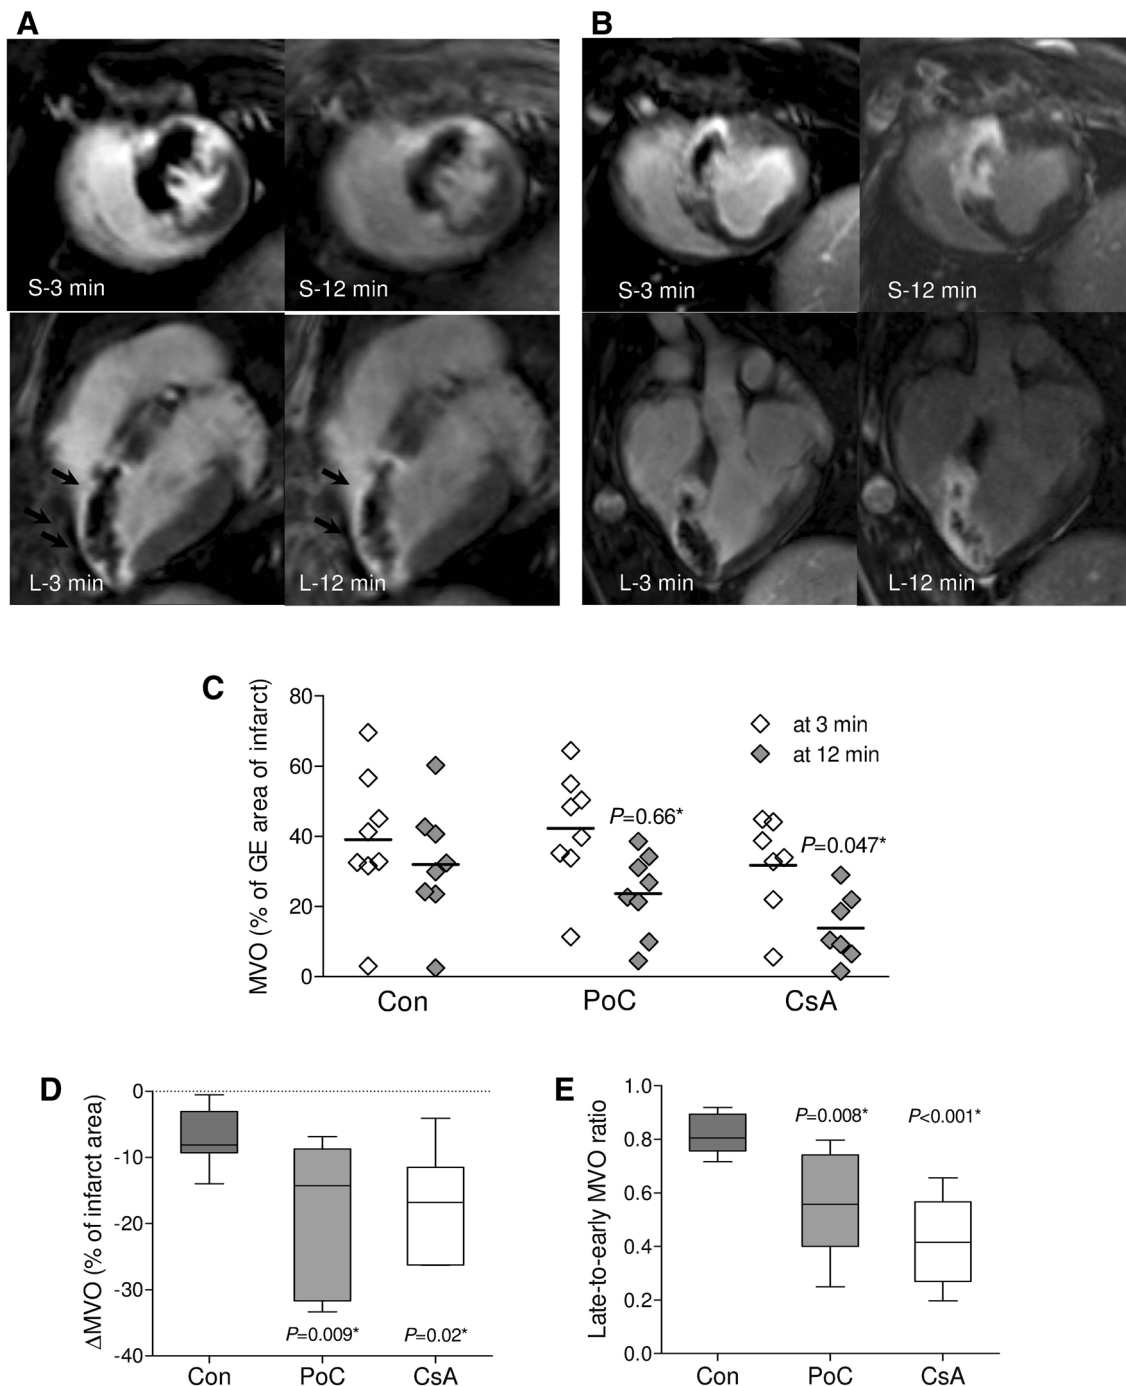 A
B
S-3 min
S-12 min
S-3 min
S-12 min
L-3 min
L-12 min
L-3 min
L-12 min
C
MVO (% of GE area of infarct)
80
60
40
20
0
at 3 min
at 12 min
P=0.66*
P=0.047*
Con
PoC
CsA
D
ΔMVO (% of infarct area)
0
-10
-20
-30
-40
P=0.009*
P=0.02*
Con
PoC
CsA
E
Late-to-early MVO ratio
1.0
0.8
0.6
0.4
0.2
0.0
P=0.008*
P<0.001*
Con
PoC
CsA